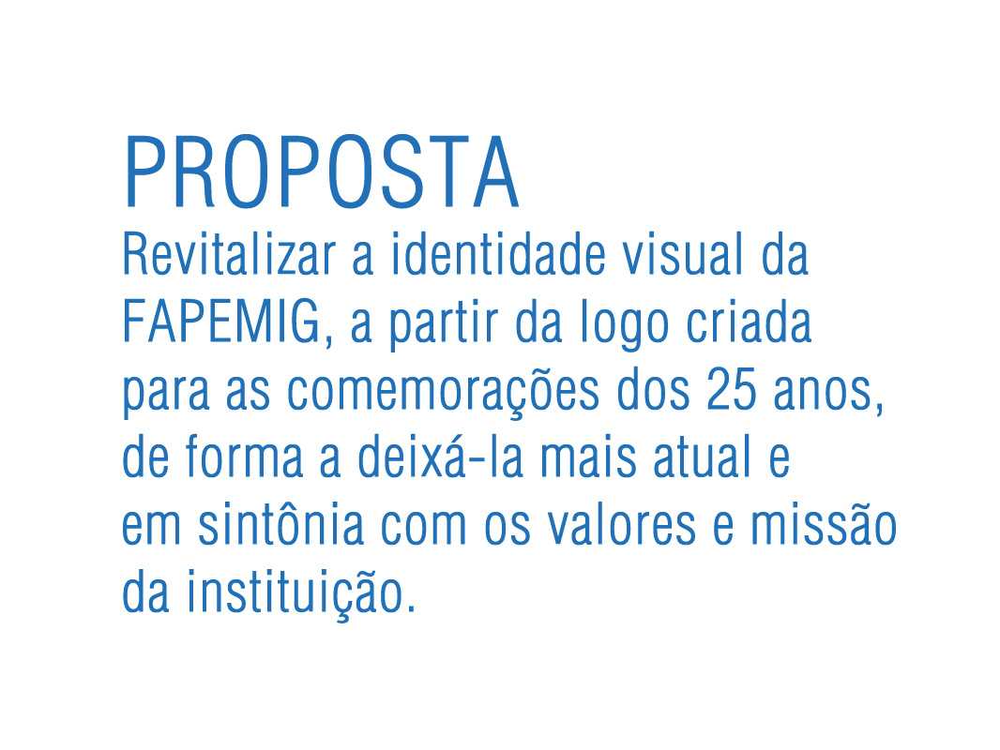 PROPOSTA
Revitalizar a identidade visual da
FAPEMIG, a partir da logo criada
para as comemorações dos 25 anos,
de forma a deixá-la mais atual e
em sintônia com os valores e missão
da instituição.